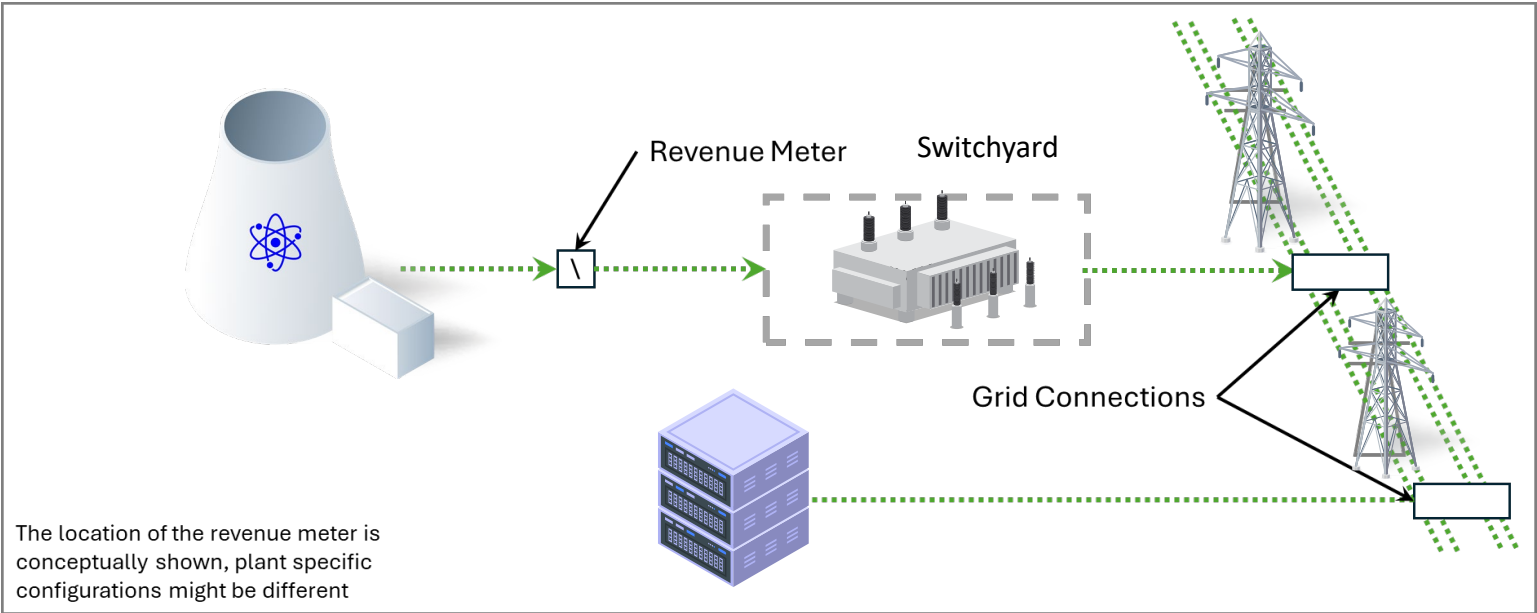 Revenue Meter
Switchyard
\
Grid Connections
The location of the revenue meter is
conceptually shown, plant specific
configurations might be different